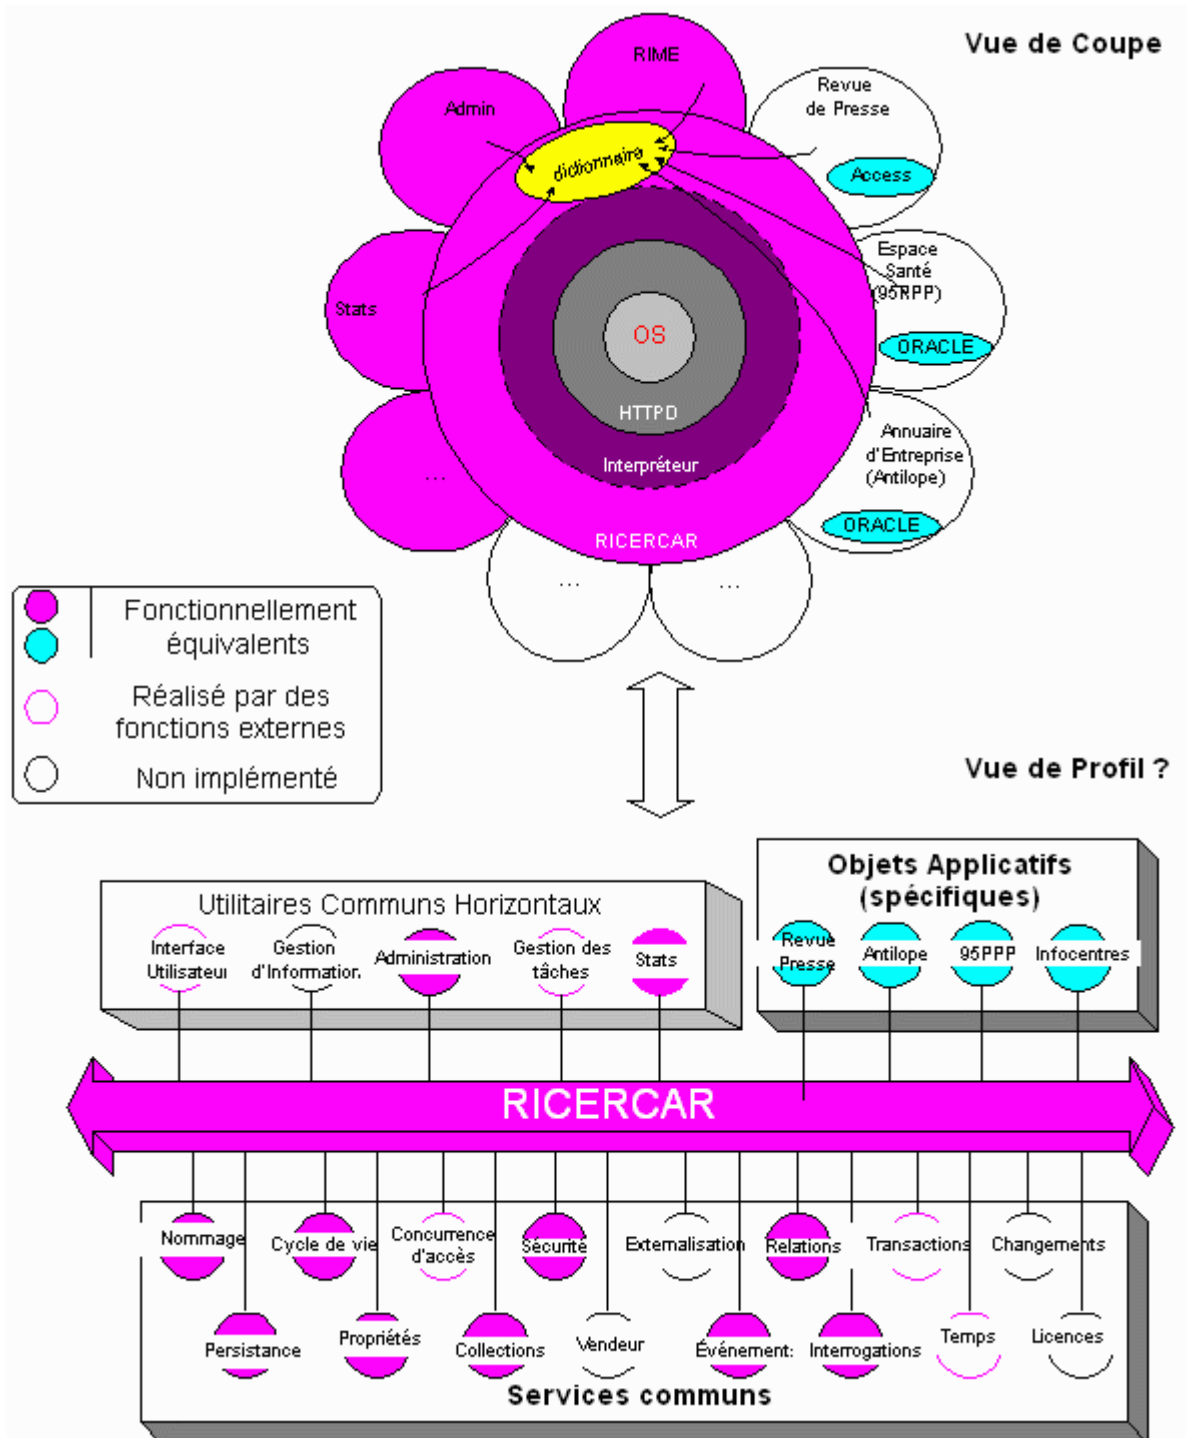 Vue de Coupe
RIME
Admin
Revue
de Presse
Access
dictionnaire
Espace
Santé
(95RPP)
ORACLE
Stats
OS
HTTPD
Interpréteur
Annuaire
d'Entreprise
(Antilope)
ORACLE
...
RICERCAR
...
...
Fonctionnellement
équivalents
Réalisé par des
fonctions externes
Non implémenté
Vue de Profil ?
Utilitaires Communs Horizontaux
Interface
Utilisateur
Gestion
d'Information.
Administration
Gestion des
tâches
Stats
Objets Applicatifs
(spécifiques)
Revue
Presse
Antilope
95PPP
Infocentres
RICERCAR
Nommage
Cycle de vie
Concurrence
d'accès
Sécurité
Externalisation
Relations
Transactions
Changements
Persistance
Propriétés
Collections
Vendeur
Événement:
Interrogations
Temps
Licences
Services communs